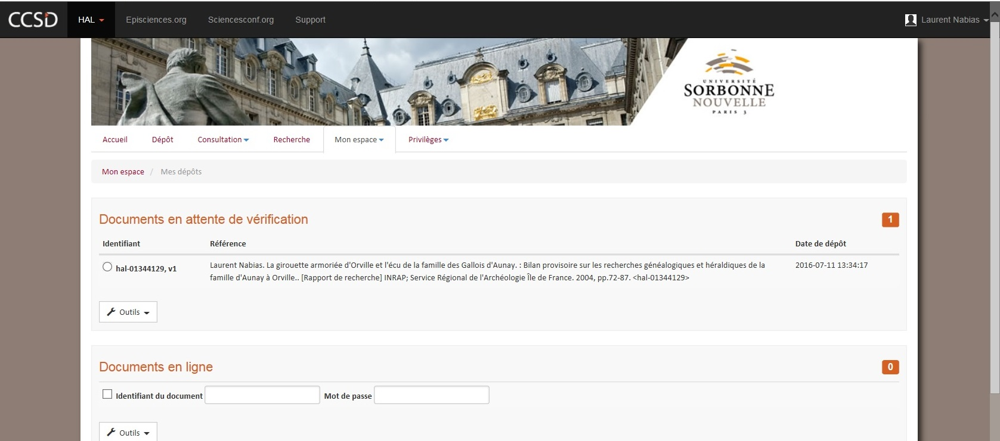 CCSD HAL Episciences.org Sciencesconf.org Support Laurent Nabias
UNIVERSITÉ
SORBONNE
NOUVELLE
PARIS 3
Accueil Dépôt Consultation Recherche Mon espace Privilèges
Mon espace / Mes dépôts
Documents en attente de vérification 1
Identifiant Référence Date de dépôt
hal-01344129, v1 Laurent Nabias. La girouette armoriée d'Orville et l'écu de la famille des Gallois d'Aunay. : Bilan provisoire sur les recherches généalogiques et héraldiques de la 2016-07-11 13:34:17
famille d'Aunay à Orville.. [Rapport de recherche] INRAP; Service Régional de l'Archéologie Île de France. 2004, pp.72-87. <hal-01344129>
Outils
Documents en ligne 0
Identifiant du document Mot de passe
Outils